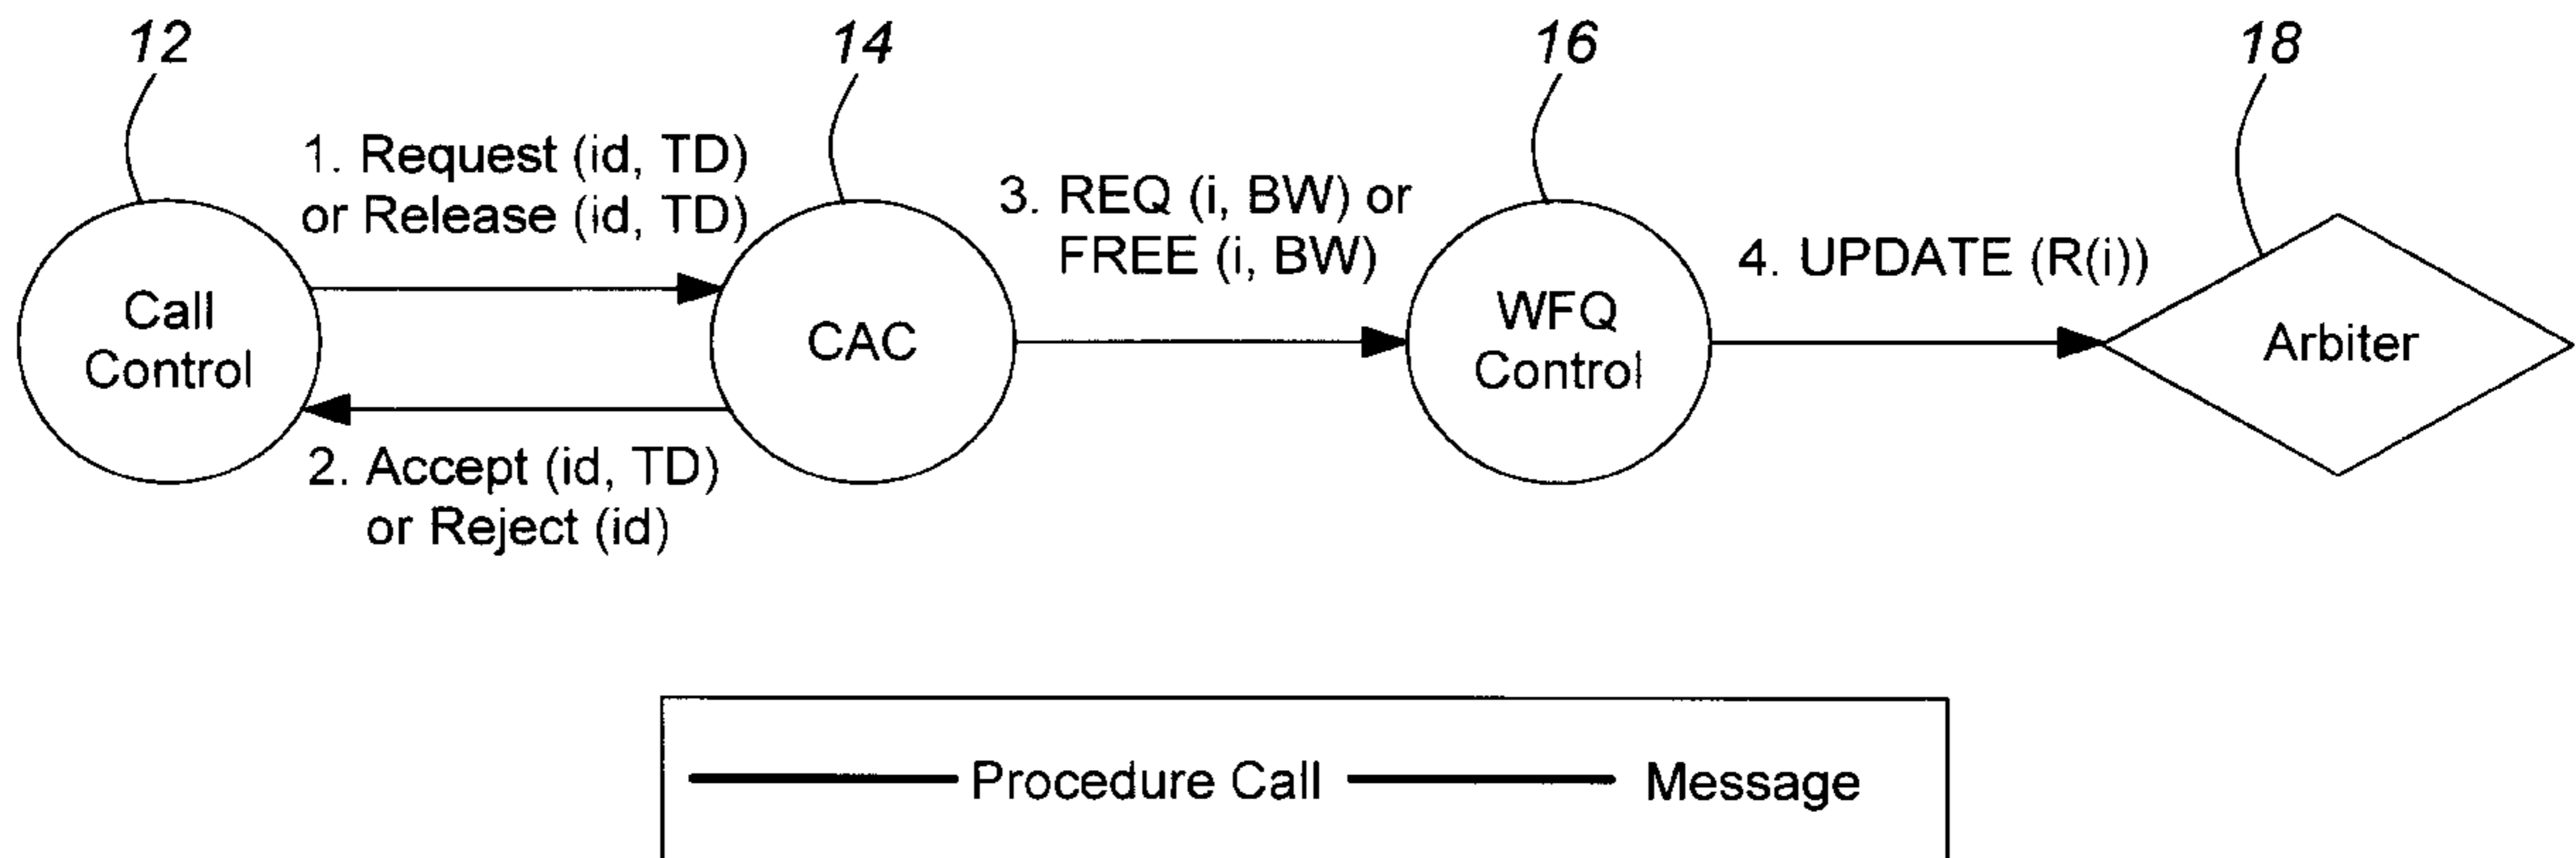 12
14
16
18
1. Request (id, TD)
or Release (id, TD)
3. REQ (i, BW) or
FREE (i, BW)
4. UPDATE (R(i))
Call
Control
CAC
WFQ
Control
Arbiter
2. Accept (id, TD)
or Reject (id)
Procedure Call
Message